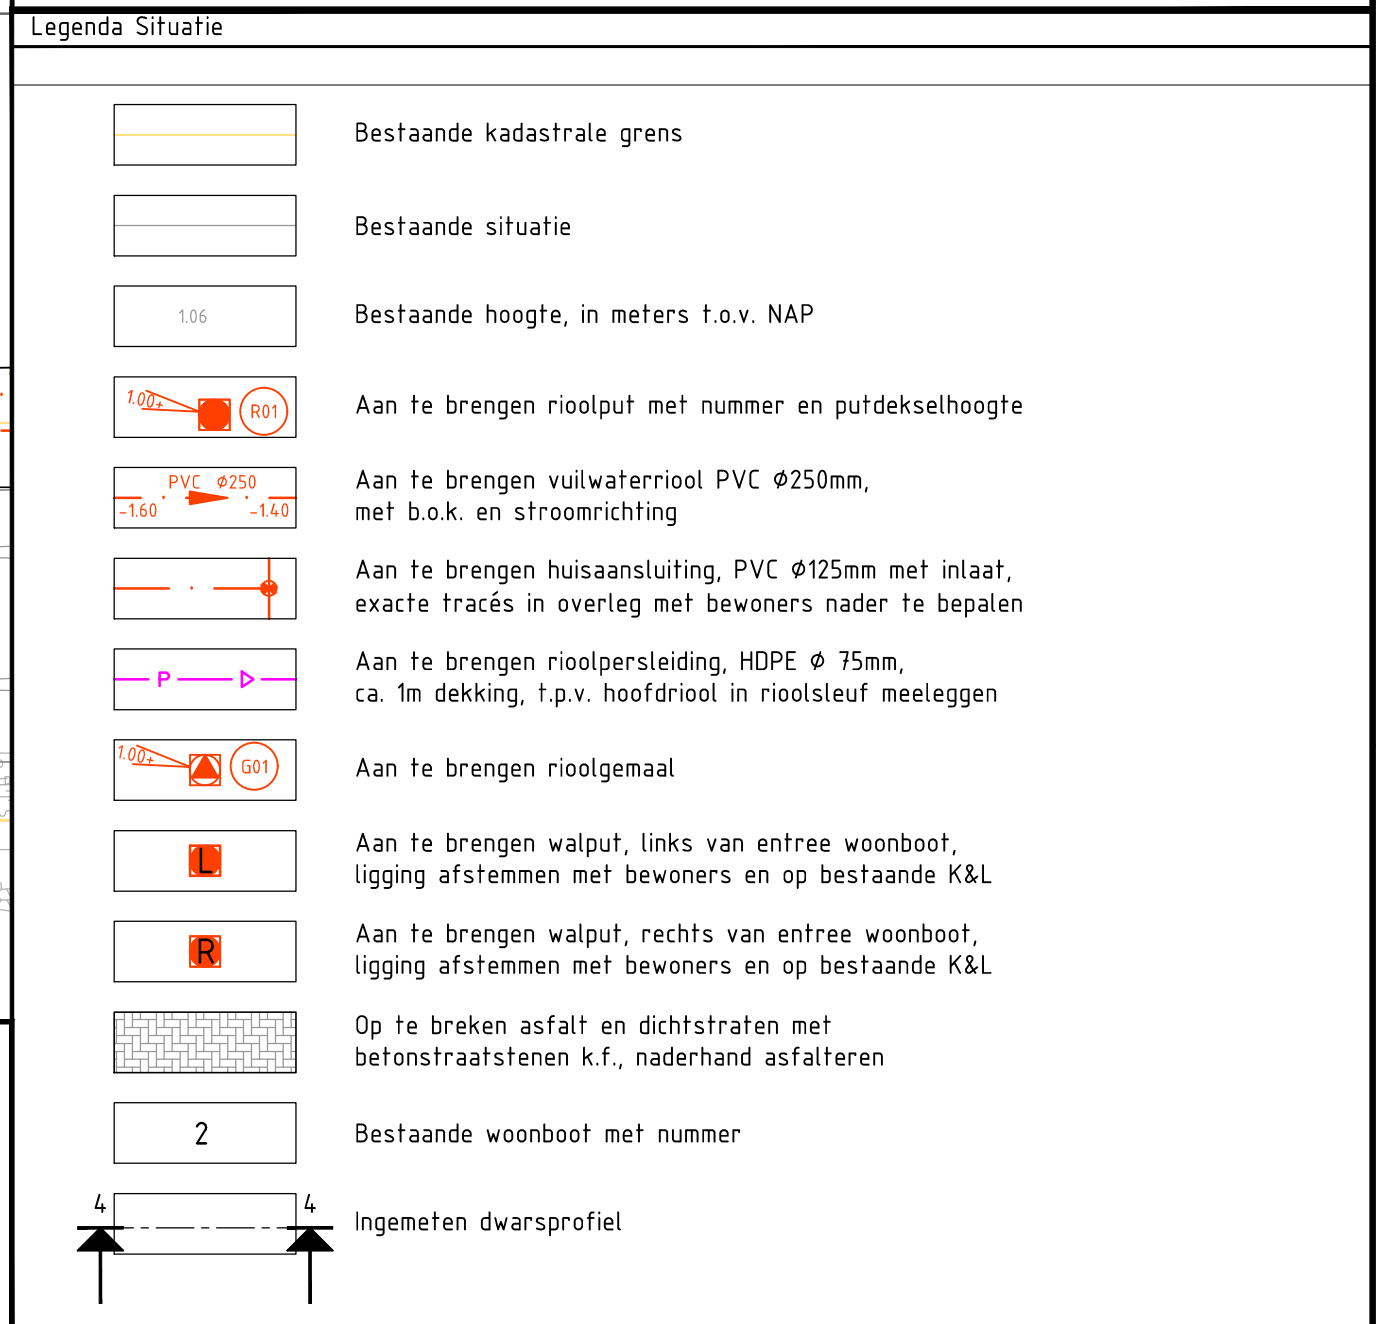 Legenda Situatie
Bestaande kadastrale grens
Bestaande situatie
1.06
Bestaande hoogte, in meters t.o.v. NAP
1.00+
R01
Aan te brengen rioolput met nummer en putdekselhoogte
PVC Ø250
-1.60
-1.40
Aan te brengen vuilwaterriool PVC Ø250mm,
met b.o.k. en stroomrichting
Aan te brengen huisaansluiting, PVC Ø125mm met inlaat,
exacte tracés in overleg met bewoners nader te bepalen
P
Aan te brengen rioolpersleiding, HDPE Ø 75mm,
ca. 1m dekking, t.p.v. hoofdriool in rioolsleuf meeleggen
1.00+
G01
Aan te brengen rioolgemaal
L
Aan te brengen walput, links van entree woonboot,
ligging afstemmen met bewoners en op bestaande K&L
R
Aan te brengen walput, rechts van entree woonboot,
ligging afstemmen met bewoners en op bestaande K&L
Op te breken asfalt en dichtstraten met
betonstraatstenen k.f., naderhand asfalteren
2
Bestaande woonboot met nummer
4
4
Ingemeten dwarsprofiel